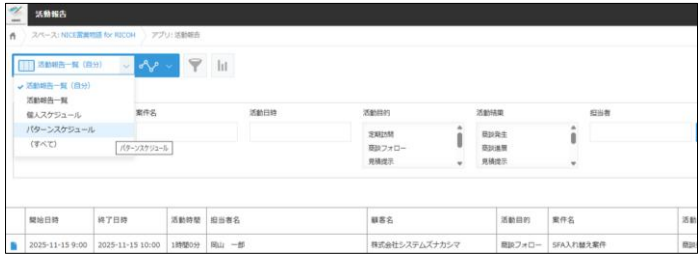 活動報告
スペース: NICE営業物語 for RICOH
アプリ: 活動報告
活動報告一覧（自分）
活動報告一覧（自分）
活動報告一覧
個人スケジュール
パターンスケジュール
（すべて）
パターンスケジュール
案件名
活動日時
活動目的
活動結果
担当者
定期訪問
商談フォロー
見積提示
商談発生
商談進展
見積提示
開始日時 終了日時 活動時間 担当者名 顧客名 活動目的 案件名 活動
2025-11-15 9:00 2025-11-15 10:00 1時間0分 岡山 一郎 株式会社システムズナカシマ 商談フォロー SFA入れ替え案件 商談